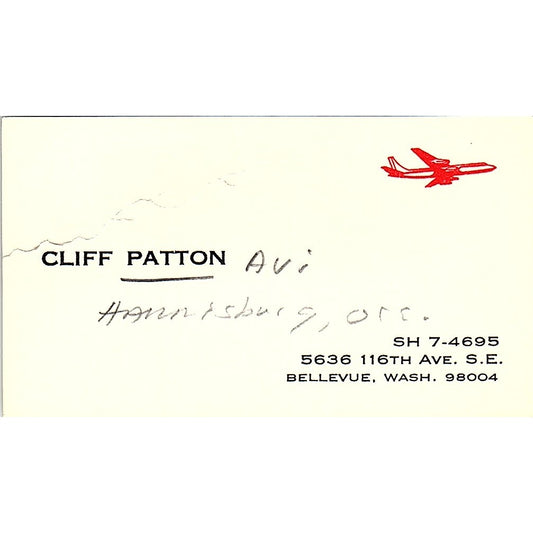 CLIFF PATTON Avi
Harrisburg, Ore.
SH 7-4695
5636 116TH AVE. S.E.
BELLEVUE, WASH. 98004